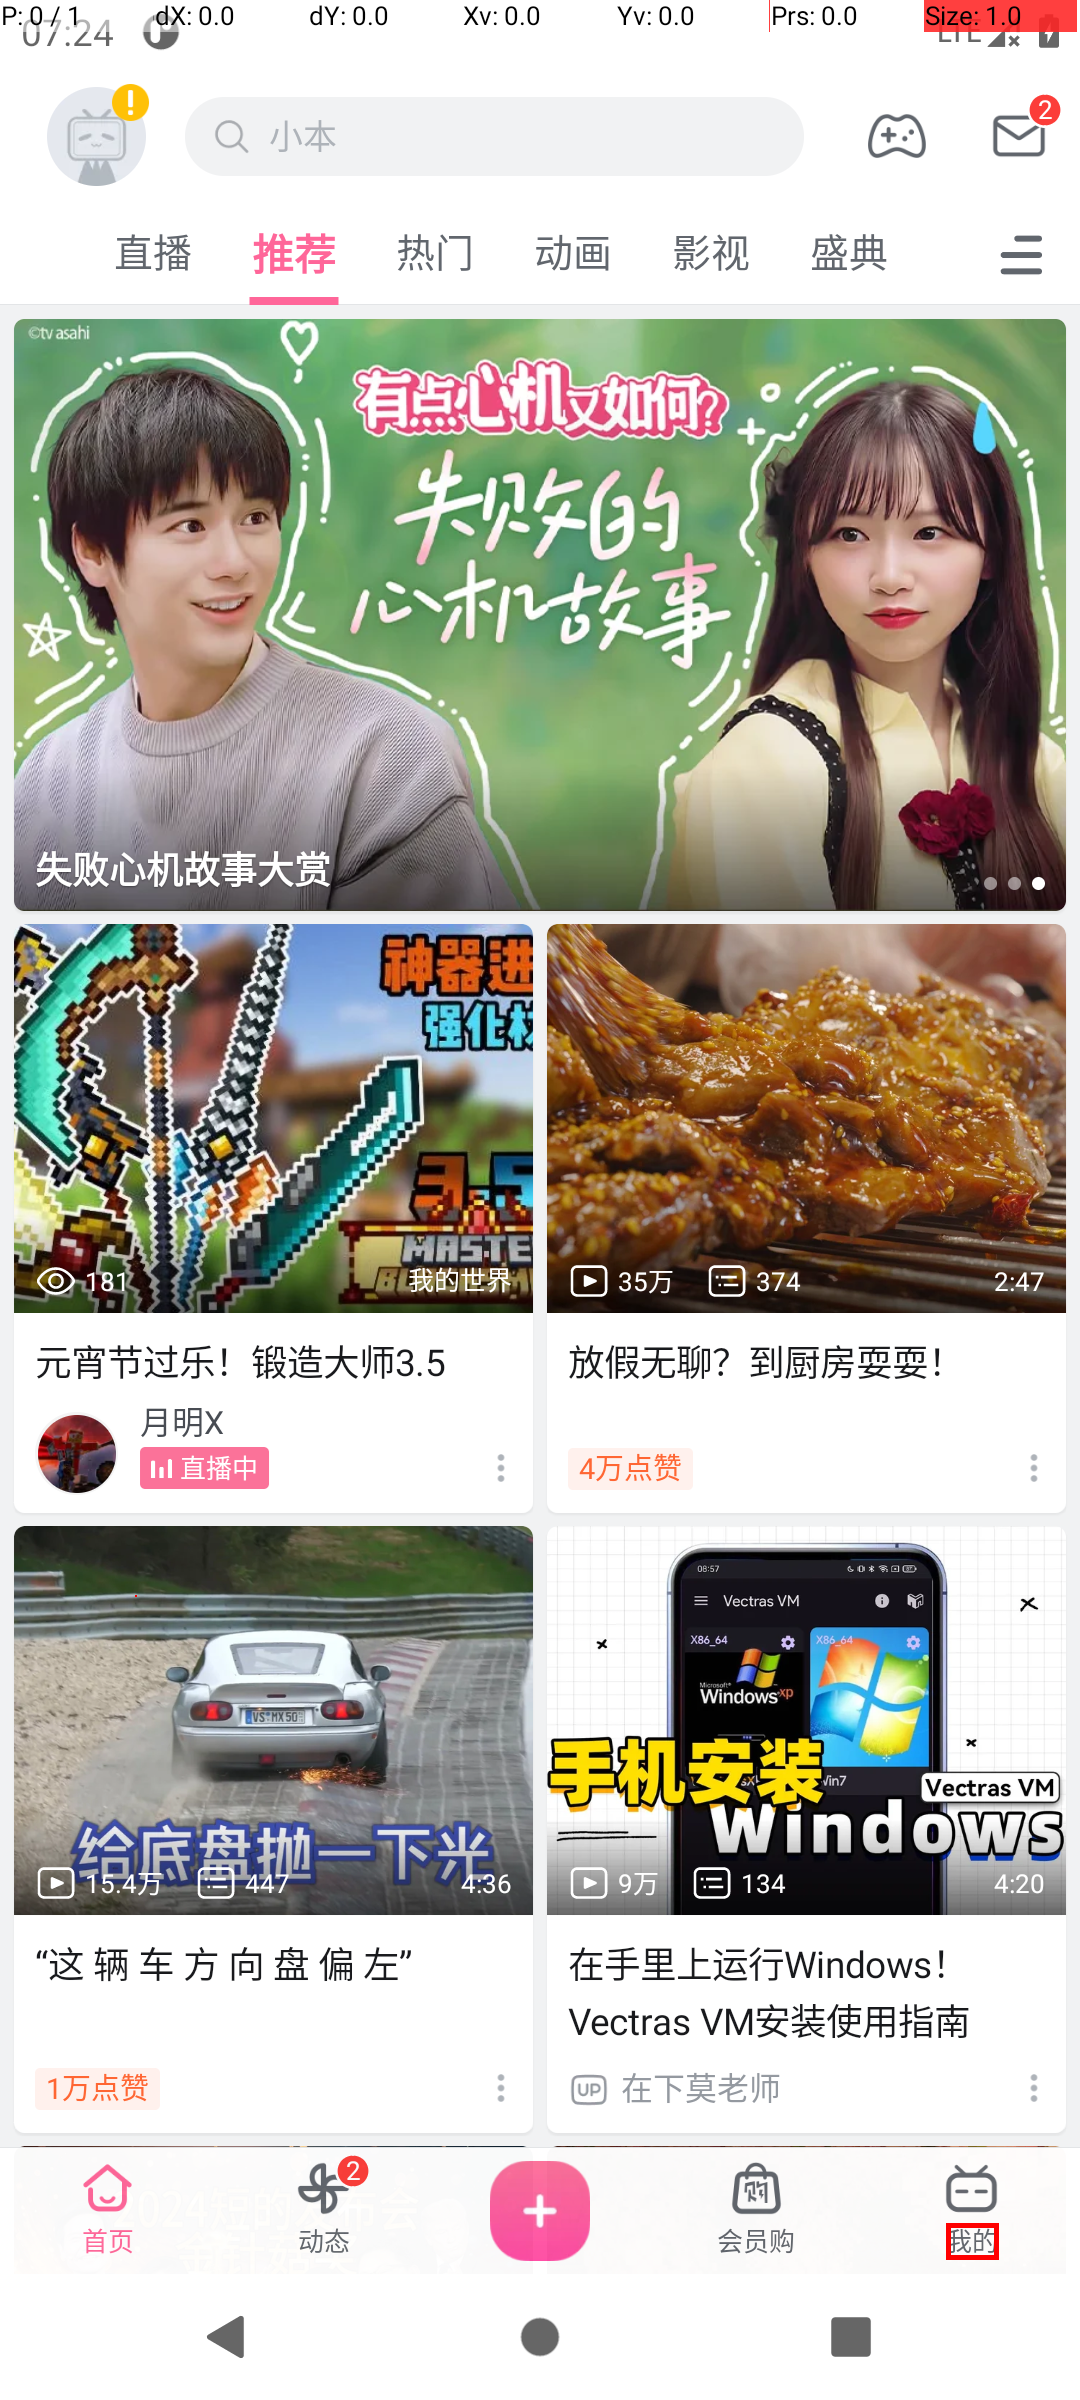 P: 0 / 1 dX: 0.0 dY: 0.0 Xv: 0.0 Yv: 0.0 Prs: 0.0 Size: 1.0
07:24 LTE
小本 2
直播 推荐 热门 动画 影视 盛典
©tv asahi
有点心机又如何?
失败的
心机故事
失败心机故事大赏
神器进
强化材
3.5
MASTE
181 我的世界
35万 374 2:47
元宵节过乐！锻造大师3.5
月明X
直播中
放假无聊？到厨房耍耍！
4万点赞
VS MX50
给底盘抛一下光
15.4万 447 4:36
08:57
Vectras VM
X86_64 X86_64
Microsoft
Windows xp
手机安装
Win7
Vectras VM
Windows
9万 134 4:20
“这 辆 车 方 向 盘 偏 左”
1万点赞
在手里上运行Windows！
Vectras VM安装使用指南
UP 在下莫老师
首页 动态 2 会员购 我的